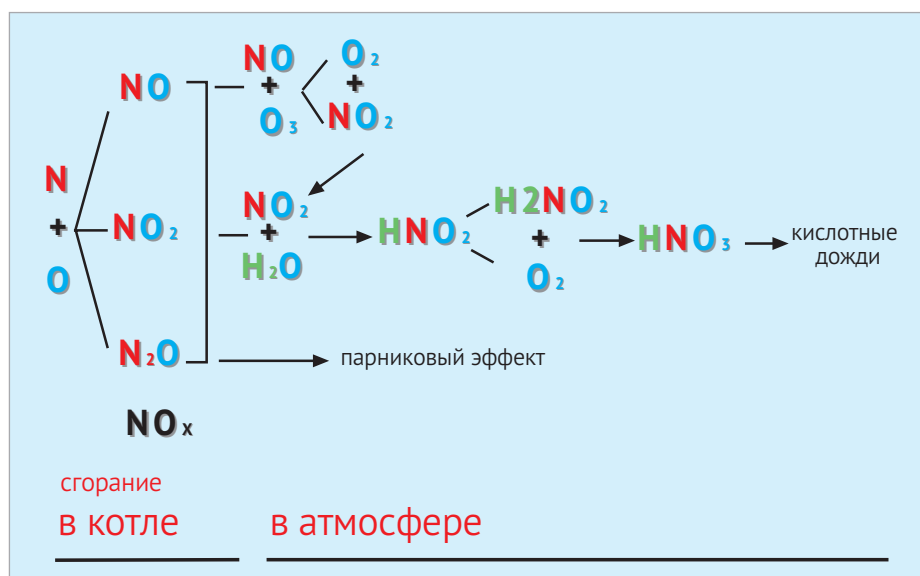 N
+
O
NO
NO₂
N₂O
NOₓ
NO
+
O₃
O₂
+
NO₂
NO₂
+
H₂O
HNO₂
H2NO₂
+
O₂
HNO₃
кислотные
дожди
парниковый эффект
сгорание
в котле
в атмосфере